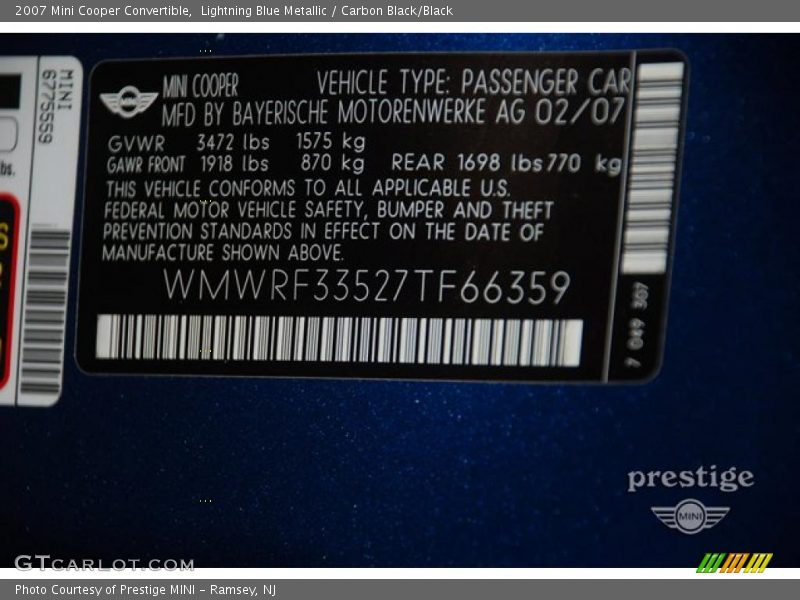 2007 Mini Cooper Convertible,  Lightning Blue Metallic / Carbon Black/Black
MINI
6775559
lbs.
MINI COOPER VEHICLE TYPE: PASSENGER CAR
MFD BY BAYERISCHE MOTORENWERKE AG 02/07
GVWR 3472 lbs 1575 kg
GAWR FRONT 1918 lbs 870 kg REAR 1698 lbs 770 kg
THIS VEHICLE CONFORMS TO ALL APPLICABLE U.S.
FEDERAL MOTOR VEHICLE SAFETY, BUMPER AND THEFT
PREVENTION STANDARDS IN EFFECT ON THE DATE OF
MANUFACTURE SHOWN ABOVE.
WMWRF33527TF66359
7 049 307
prestige
MINI
GTCARLOT.COM
Photo Courtesy of Prestige MINI - Ramsey, NJ